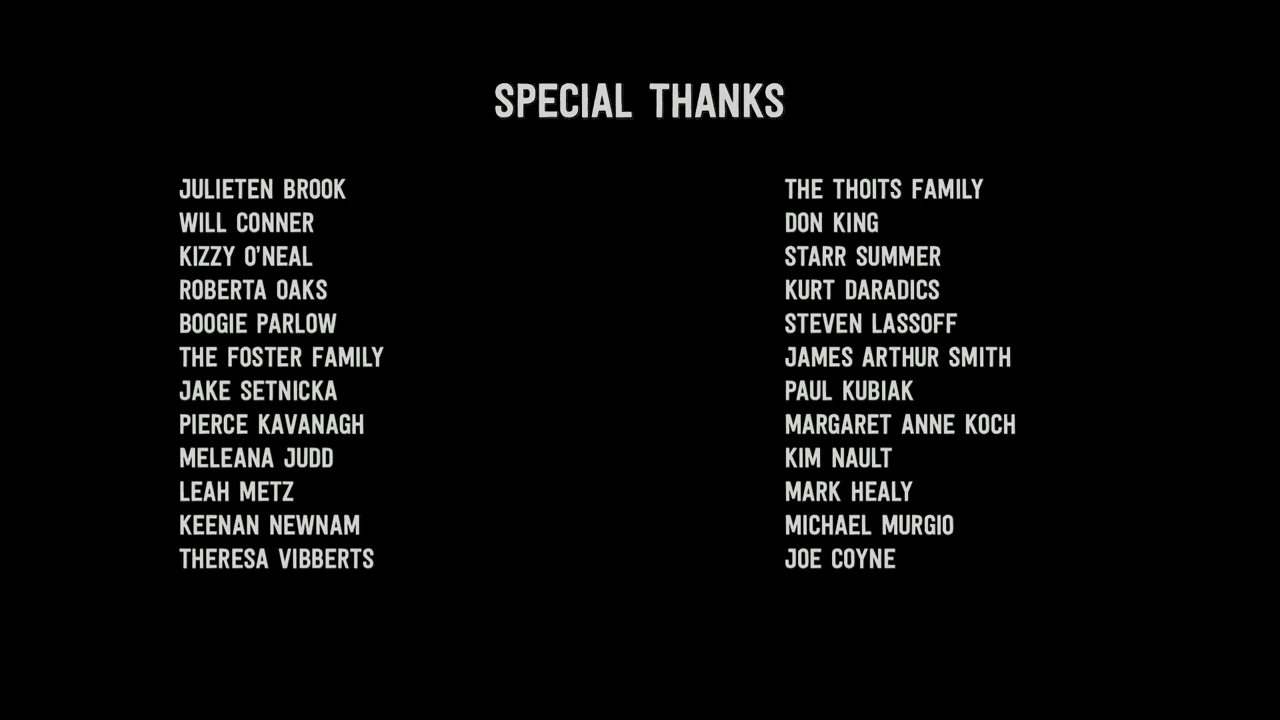 SPECIAL THANKS
JULIETEN BROOK
WILL CONNER
KIZZY O'NEAL
ROBERTA OAKS
BOOGIE PARLOW
THE FOSTER FAMILY
JAKE SETNICKA
PIERCE KAVANAGH
MELEANA JUDD
LEAH METZ
KEENAN NEWNAM
THERESA VIBBERTS
THE THOITS FAMILY
DON KING
STARR SUMMER
KURT DARADICS
STEVEN LASSOFF
JAMES ARTHUR SMITH
PAUL KUBIAK
MARGARET ANNE KOCH
KIM NAULT
MARK HEALY
MICHAEL MURGIO
JOE COYNE